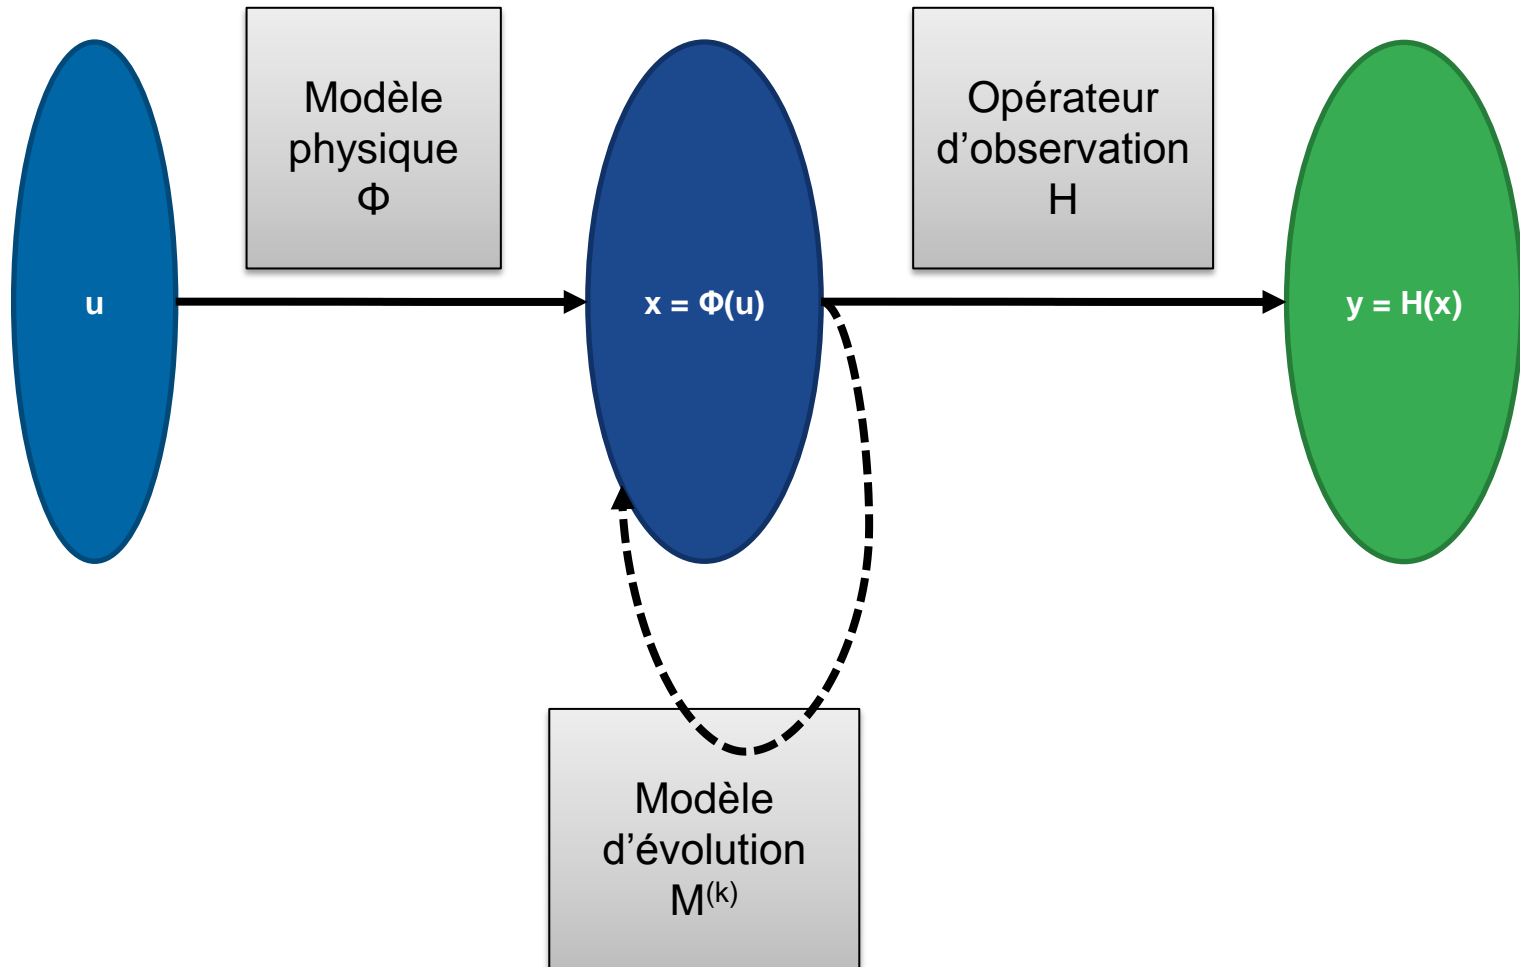 Modèle
physique
Φ
Opérateur
d’observation
H
u
x = Φ(u)
y = H(x)
Modèle
d’évolution
M⁽ᵏ⁾